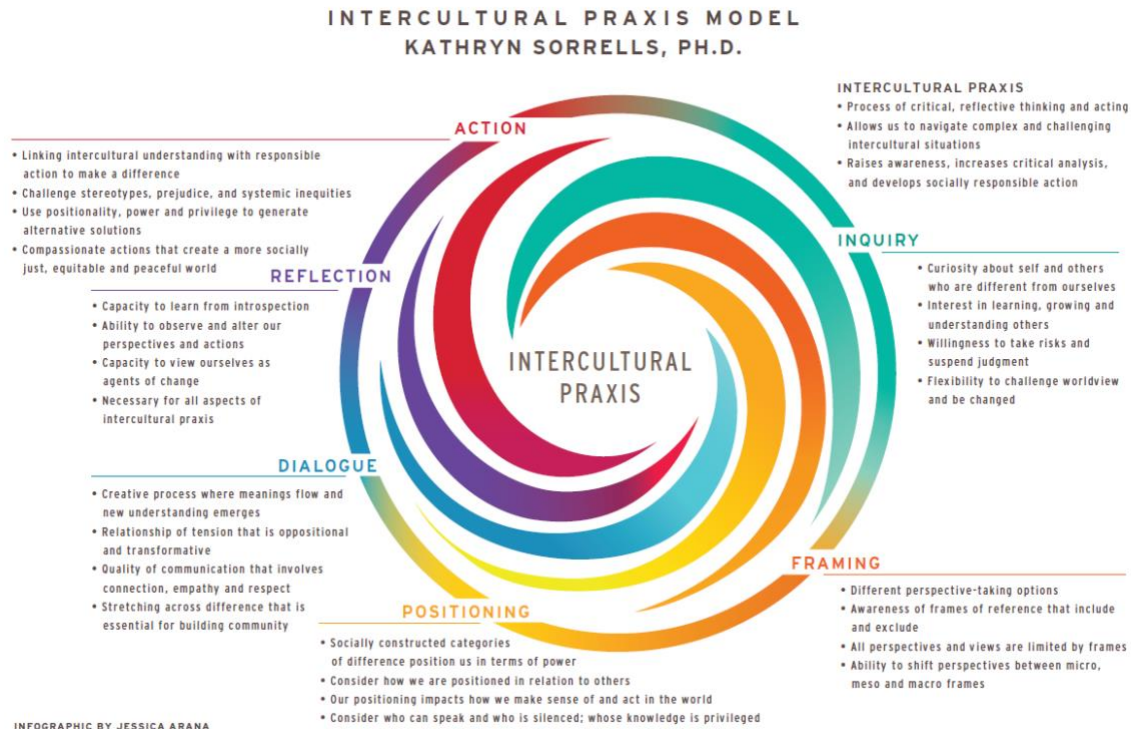 INTERCULTURAL PRAXIS MODEL
KATHRYN SORRELLS, PH.D.
INTERCULTURAL PRAXIS
• Process of critical, reflective thinking and acting
• Allows us to navigate complex and challenging
intercultural situations
• Raises awareness, increases critical analysis,
and develops socially responsible action
INQUIRY
• Curiosity about self and others
who are different from ourselves
• Interest in learning, growing and
understanding others
• Willingness to take risks and
suspend judgment
• Flexibility to challenge worldview
and be changed
FRAMING
• Different perspective-taking options
• Awareness of frames of reference that include
and exclude
• All perspectives and views are limited by frames
• Ability to shift perspectives between micro,
meso and macro frames
POSITIONING
• Socially constructed categories
of difference position us in terms of power
• Consider how we are positioned in relation to others
• Our positioning impacts how we make sense of and act in the world
• Consider who can speak and who is silenced; whose knowledge is privileged
DIALOGUE
• Creative process where meanings flow and
new understanding emerges
• Relationship of tension that is oppositional
and transformative
• Quality of communication that involves
connection, empathy and respect
• Stretching across difference that is
essential for building community
REFLECTION
• Capacity to learn from introspection
• Ability to observe and alter our
perspectives and actions
• Capacity to view ourselves as
agents of change
• Necessary for all aspects of
intercultural praxis
ACTION
• Linking intercultural understanding with responsible
action to make a difference
• Challenge stereotypes, prejudice, and systemic inequities
• Use positionality, power and privilege to generate
alternative solutions
• Compassionate actions that create a more socially
just, equitable and peaceful world
INTERCULTURAL
PRAXIS
INFOGRAPHIC BY JESSICA ARANA